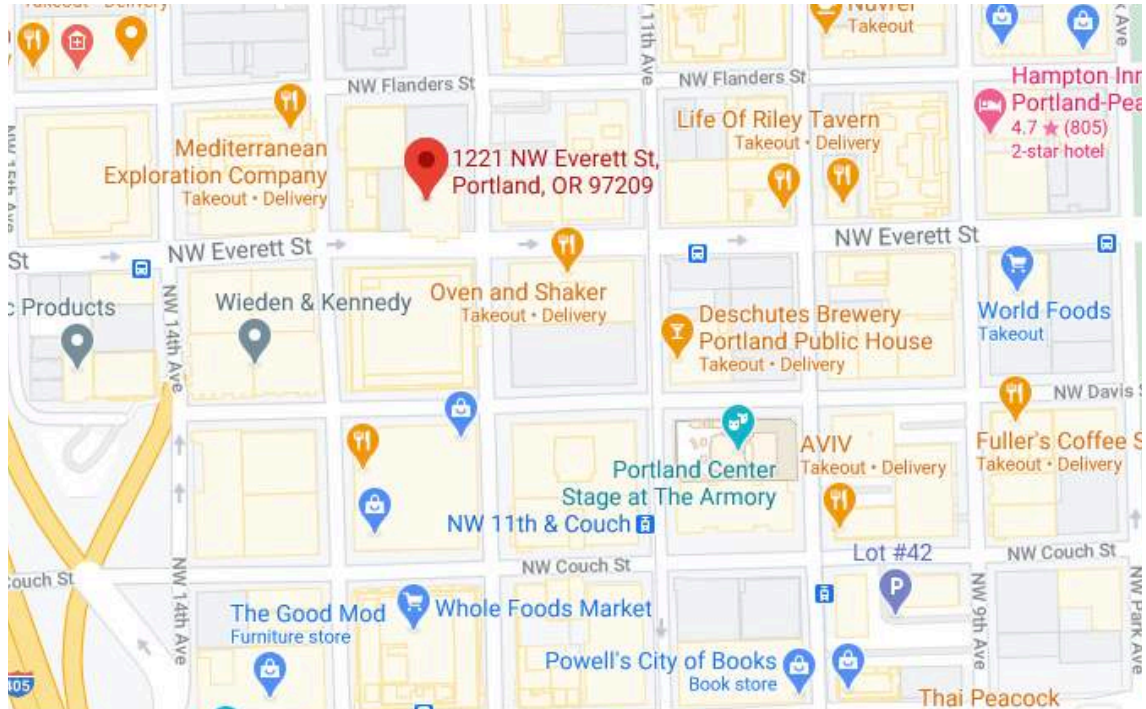 Takeout • Delivery
Navrei
Takeout
11th Ave
k Ave
NW Flanders St
NW Flanders St
Hampton Inn
Portland-Pea
4.7 ★ (805)
2-star hotel
Life Of Riley Tavern
Takeout • Delivery
NW 15th Ave
Mediterranean
Exploration Company
Takeout • Delivery
1221 NW Everett St,
Portland, OR 97209
NW Everett St
NW Everett St
St
c Products
NW 14th Ave
Wieden & Kennedy
Oven and Shaker
Takeout • Delivery
Deschutes Brewery
Portland Public House
Takeout • Delivery
World Foods
Takeout
NW Davis S
Portland Center
Stage at The Armory
AVIV
Takeout • Delivery
Fuller's Coffee S
Takeout • Delivery
NW 11th & Couch
Lot #42
P
NW Couch St
NW Couch St
Couch St
NW 14th Ave
The Good Mod
Furniture store
Whole Foods Market
NW 9th Ave
NW Park Ave
Powell's City of Books
Book store
405
Thai Peacock